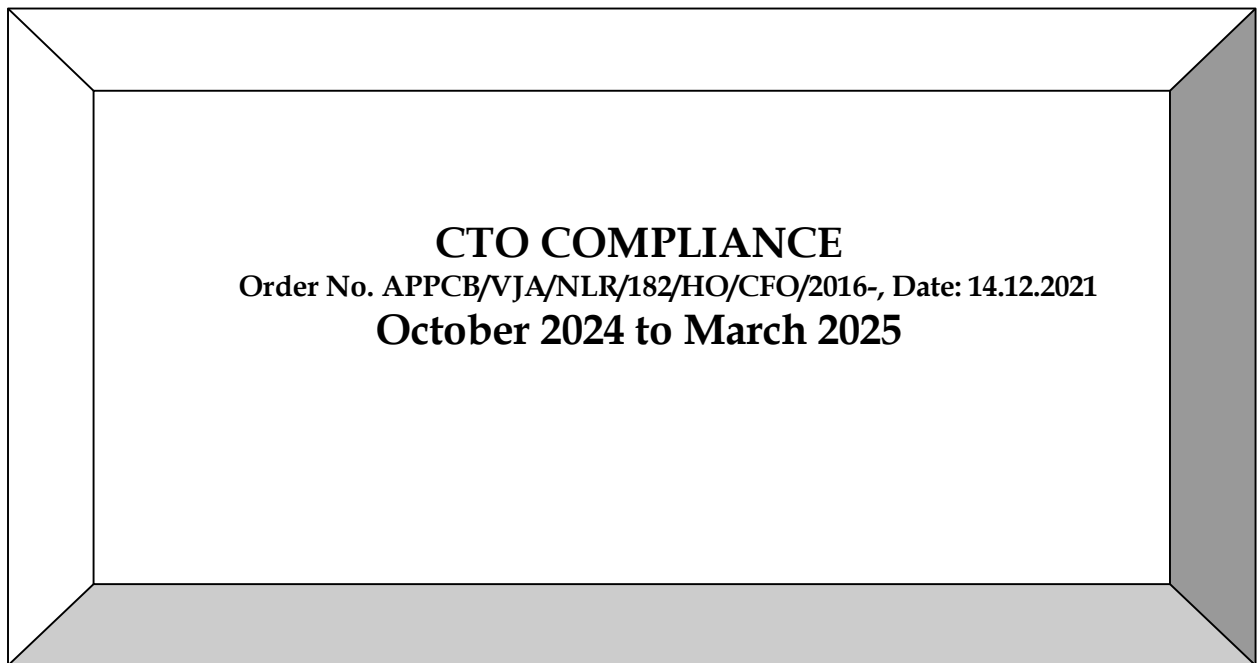 CTO COMPLIANCE
Order No. APPCB/VJA/NLR/182/HO/CFO/2016-, Date: 14.12.2021
October 2024 to March 2025